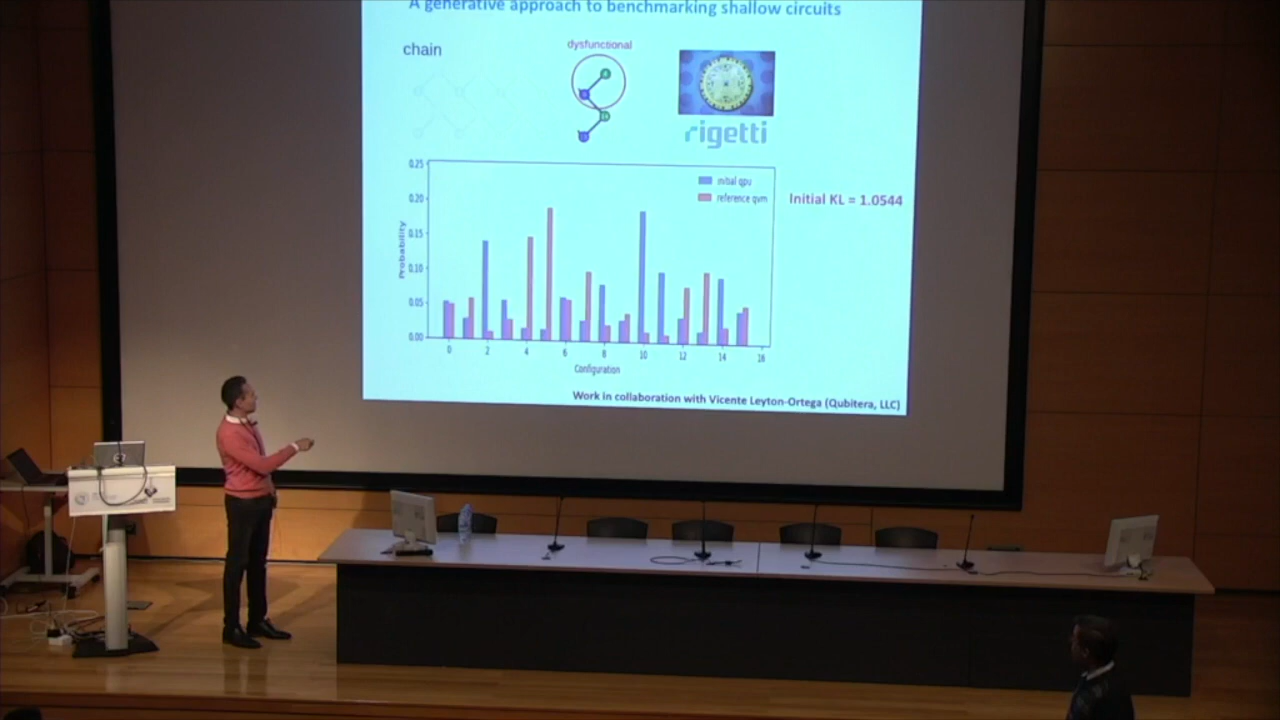 A generative approach to benchmarking shallow circuits
chain
dysfunctional
rigetti
0.25
0.20
0.15
0.10
0.05
0.00
Probability
initial qpu
reference qvm
Initial KL = 1.0544
0 2 4 6 8 10 12 14 16
Configuration
Work in collaboration with Vicente Leyton-Ortega (Qubitera, LLC)